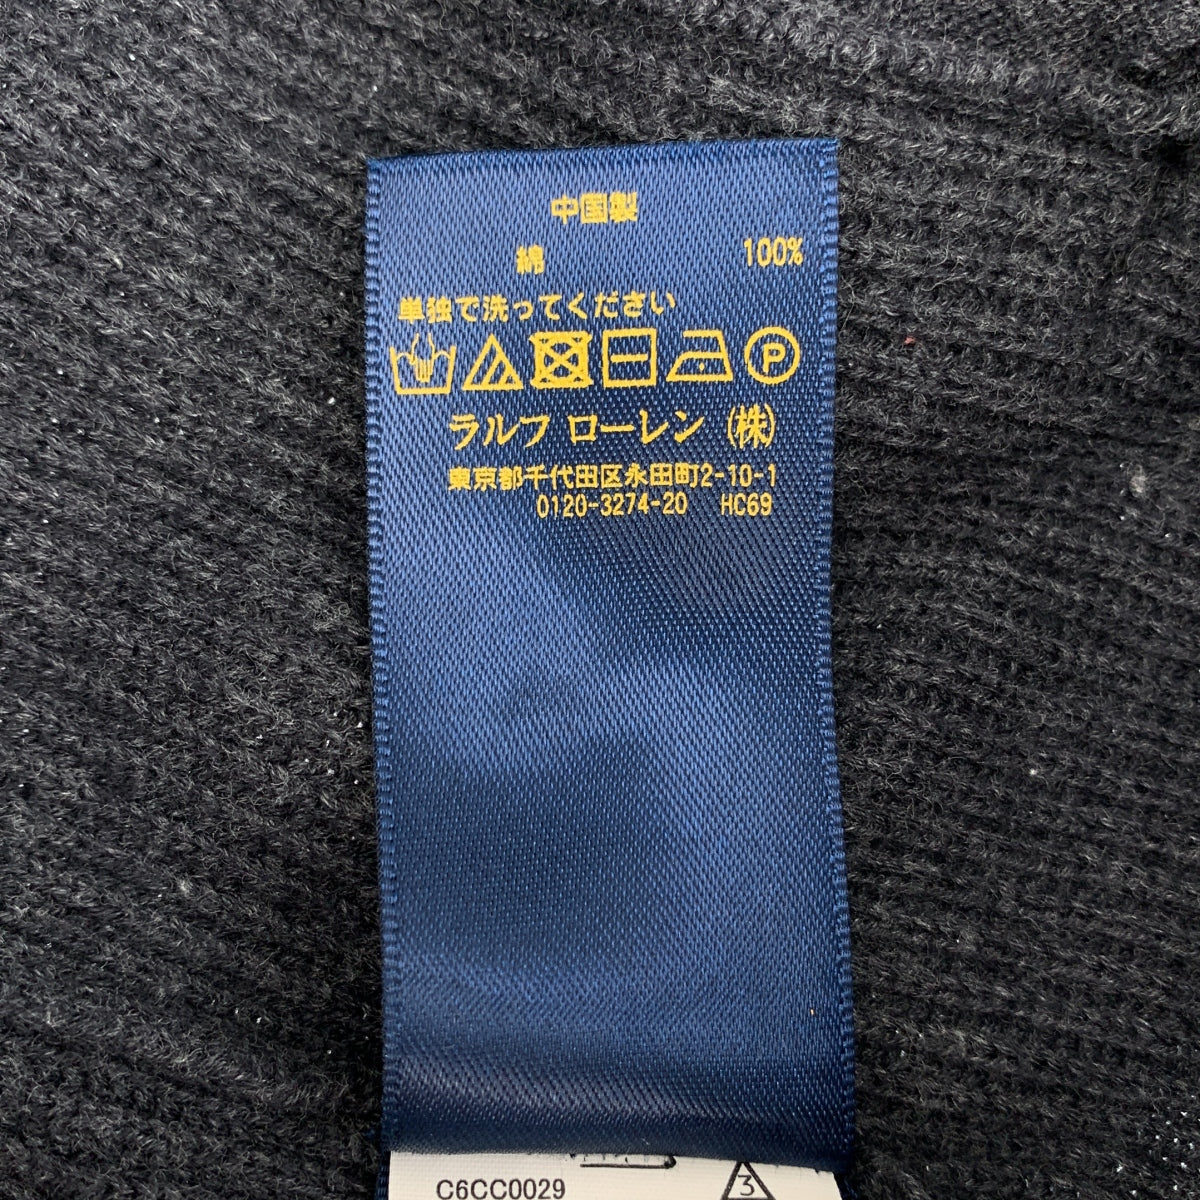 中国製
綿 100%
単独で洗ってください
P
ラルフ ローレン (株)
東京都千代田区永田町2-10-1
0120-3274-20 HC69
C6CC0029 3